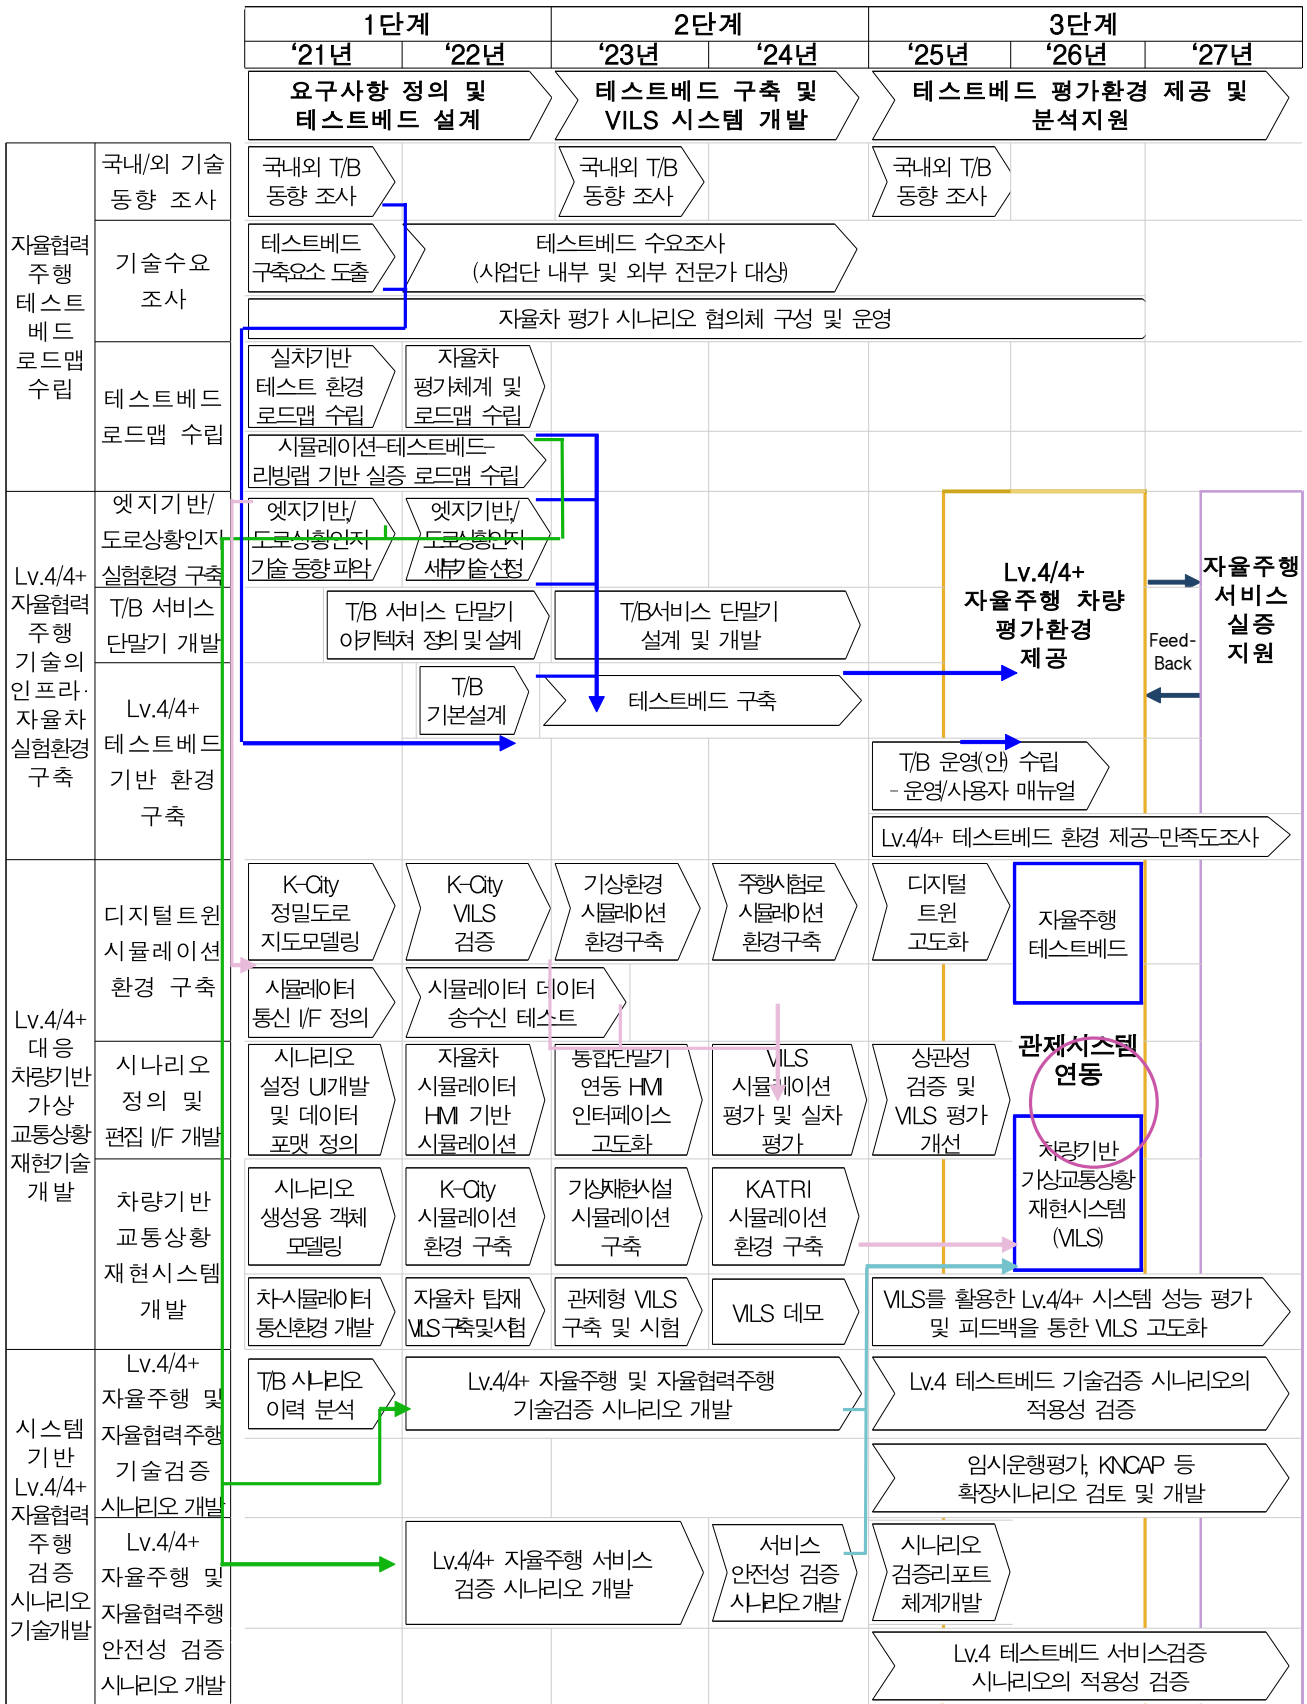 1단계 2단계 3단계
‘21년 ‘22년 ‘23년 ‘24년 ‘25년 ‘26년 ‘27년
요구사항 정의 및
테스트베드 설계
테스트베드 구축 및
VILS 시스템 개발
테스트베드 평가환경 제공 및
분석지원
자율협력
주행
테스트
베드
로드맵
수립
국내/외 기술
동향 조사
국내외 T/B
동향 조사
국내외 T/B
동향 조사
국내외 T/B
동향 조사
기술수요
조사
테스트베드
구축요소 도출
테스트베드 수요조사
(사업단 내부 및 외부 전문가 대상)
자율차 평가 시나리오 협의체 구성 및 운영
테스트베드
로드맵 수립
실차기반
테스트 환경
로드맵 수립
자율차
평가체계 및
로드맵 수립
시뮬레이션-테스트베드-
리빙랩 기반 실증 로드맵 수립
Lv.4/4+
자율협력
주행
기술의
인프라·
자율차
실험환경
구축
엣지기반/
도로상황인지
실험환경 구축
엣지기반/
도로상황인지
기술 동향 파악
엣지기반/
도로상황인지
세부기술 선정
T/B 서비스
단말기 개발
T/B 서비스 단말기
아키텍쳐 정의 및 설계
T/B서비스 단말기
설계 및 개발
Lv.4/4+
테스트베드
기반 환경
구축
T/B
기본설계
테스트베드 구축
T/B 운영(안) 수립
- 운영/사용자 매뉴얼
Lv.4/4+ 테스트베드 환경 제공-만족도조사
Lv.4/4+
자율주행 차량
평가환경
제공
Feed-
Back
자율주행
서비스
실증
지원
Lv.4/4+
대응
차량기반
가상
교통상황
재현기술
개발
디지털트윈
시뮬레이션
환경 구축
K-City
정밀도로
지도모델링
K-City
VILS
검증
기상환경
시뮬레이션
환경구축
주행시험로
시뮬레이션
환경구축
디지털
트윈
고도화
자율주행
테스트베드
시뮬레이터
통신 I/F 정의
시뮬레이터 데이터
송수신 테스트
관제시스템
연동
시나리오
정의 및
편집 I/F 개발
시나리오
설정 UI개발
및 데이터
포맷 정의
자율차
시뮬레이터
HMI 기반
시뮬레이션
통합단말기
연동 HMI
인터페이스
고도화
VILS
시뮬레이션
평가 및 실차
평가
상관성
검증 및
VILS 평가
개선
차량기반
가상교통상황
재현시스템
(VILS)
차량기반
교통상황
재현시스템
개발
시나리오
생성용 객체
모델링
K-City
시뮬레이션
환경 구축
가상재현시설
시뮬레이션
구축
KATRI
시뮬레이션
환경 구축
차-시뮬레이터
통신환경 개발
자율차 탑재
VILS 구축및시험
관제형 VILS
구축 및 시험
VILS 데모
VILS를 활용한 Lv.4/4+ 시스템 성능 평가
및 피드백을 통한 VILS 고도화
시스템
기반
Lv.4/4+
자율협력
주행
검증
시나리오
기술개발
Lv.4/4+
자율주행 및
자율협력주행
기술검증
시나리오 개발
T/B 시나리오
이력 분석
Lv.4/4+ 자율주행 및 자율협력주행
기술검증 시나리오 개발
Lv.4 테스트베드 기술검증 시나리오의
적용성 검증
임시운행평가, KNCAP 등
확장시나리오 검토 및 개발
Lv.4/4+
자율주행 및
자율협력주행
안전성 검증
시나리오 개발
Lv.4/4+ 자율주행 서비스
검증 시나리오 개발
서비스
안전성 검증
시나리오 개발
시나리오
검증리포트
체계개발
Lv.4 테스트베드 서비스검증
시나리오의 적용성 검증